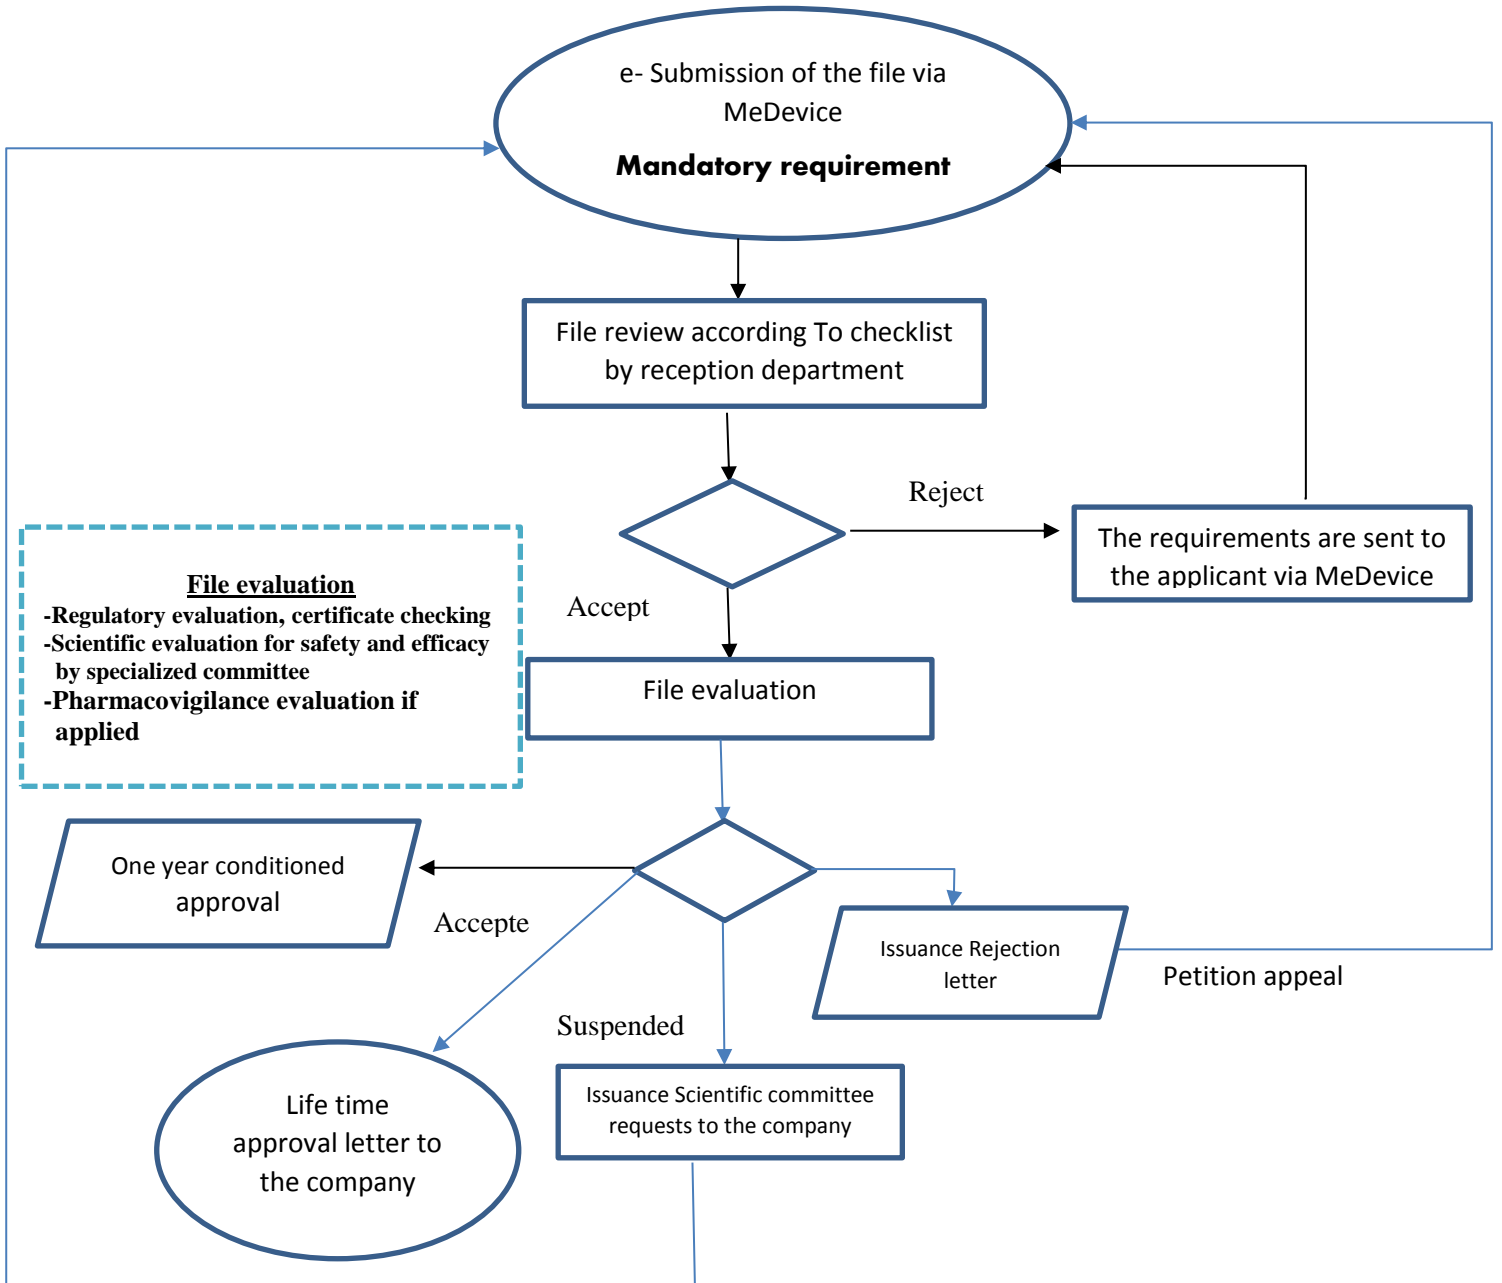 e- Submission of the file via
MeDevice
Mandatory requirement
File review according To checklist
by reception department
Reject
The requirements are sent to
the applicant via MeDevice
Accept
File evaluation
-Regulatory evaluation, certificate checking
-Scientific evaluation for safety and efficacy
by specialized committee
-Pharmacovigilance evaluation if
applied
File evaluation
One year conditioned
approval
Accepte
Issuance Rejection
letter
Petition appeal
Suspended
Issuance Scientific committee
requests to the company
Life time
approval letter to
the company